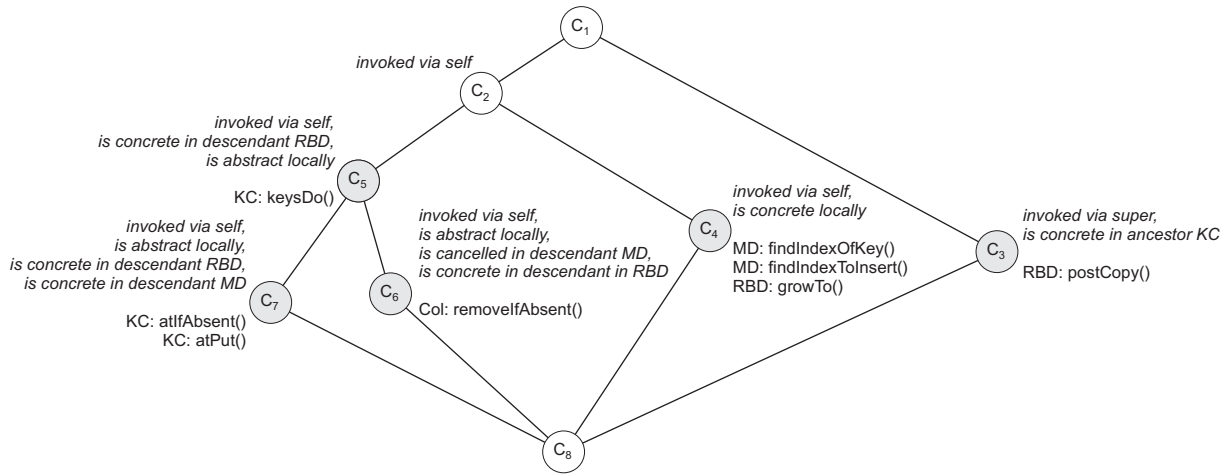 C1
invoked via self
C2
invoked via self,
is concrete in descendant RBD,
is abstract locally
C5
KC: keysDo()
invoked via self,
is concrete locally
C4
MD: findIndexOfKey()
MD: findIndexToInsert()
RBD: growTo()
invoked via super,
is concrete in ancestor KC
C3
RBD: postCopy()
invoked via self,
is abstract locally,
is cancelled in descendant MD,
is concrete in descendant in RBD
C6
Col: removeIfAbsent()
invoked via self,
is abstract locally,
is concrete in descendant RBD,
is concrete in descendant MD
C7
KC: atIfAbsent()
KC: atPut()
C8